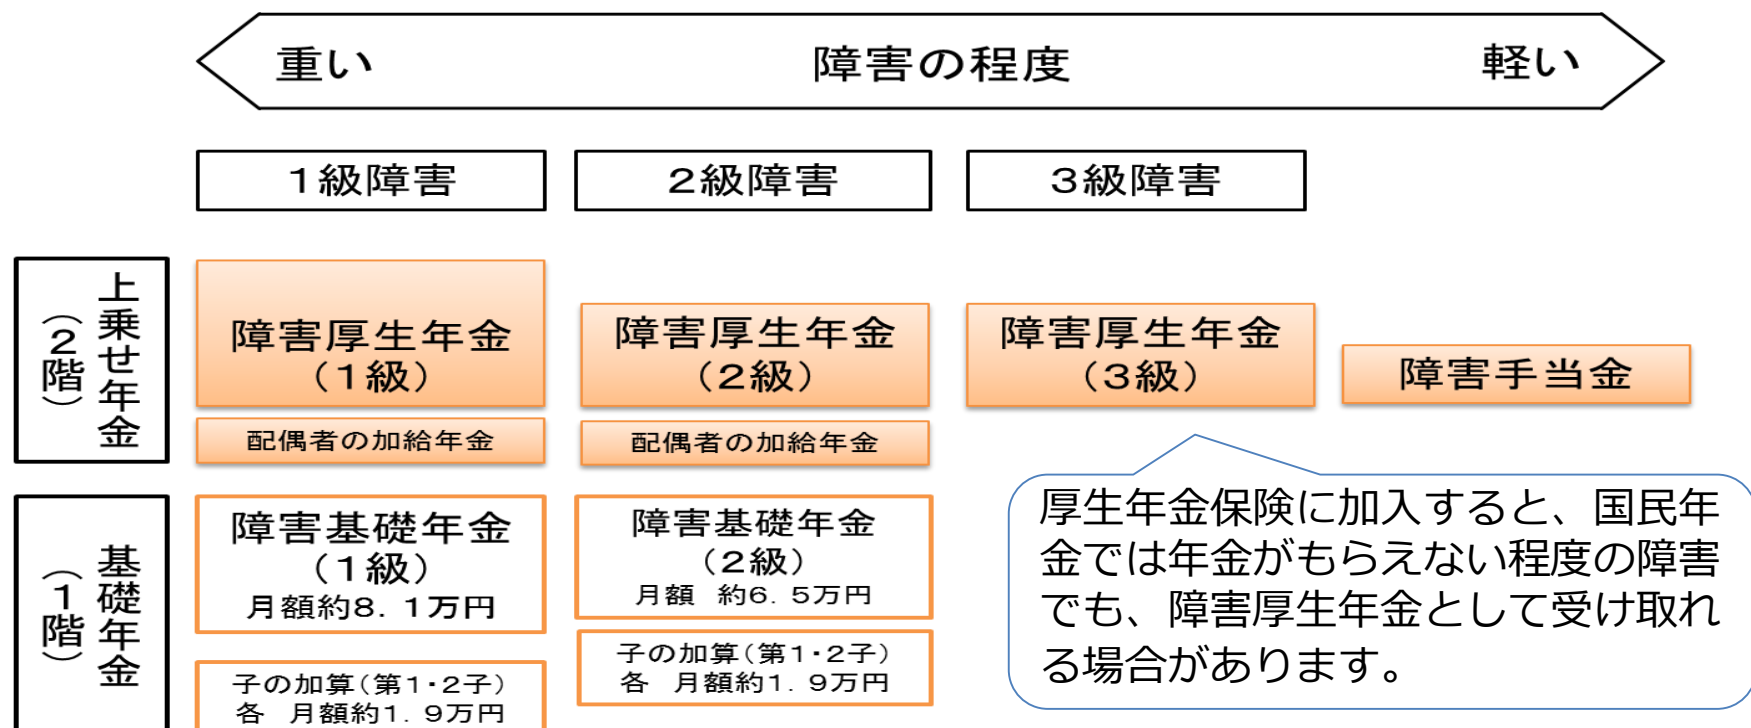 重い 障害の程度 軽い
1級障害
2級障害
3級障害
上乗せ年金
（2階）
障害厚生年金
（1級）
障害厚生年金
（2級）
障害厚生年金
（3級）
障害手当金
配偶者の加給年金
配偶者の加給年金
基礎年金
（1階）
障害基礎年金
（1級）
月額約8．1万円
障害基礎年金
（2級）
月額　約6．5万円
子の加算（第1・2子）
各　月額約1．9万円
子の加算（第1・2子）
各　月額約1．9万円
厚生年金保険に加入すると、国民年
金では年金がもらえない程度の障害
でも、障害厚生年金として受け取れ
る場合があります。